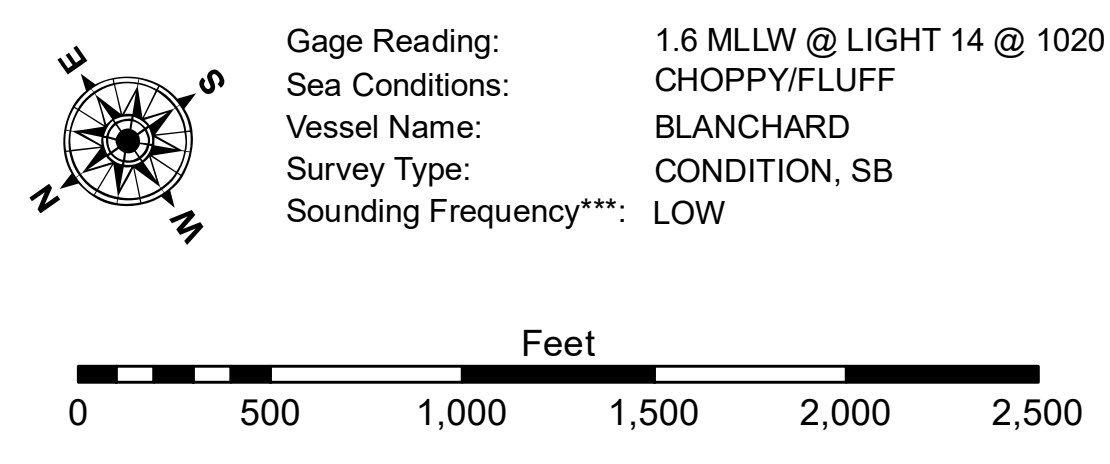 E
S
N
W
Gage Reading: 1.6 MLLW @ LIGHT 14 @ 1020
Sea Conditions: CHOPPY/FLUFF
Vessel Name: BLANCHARD
Survey Type: CONDITION, SB
Sounding Frequency***: LOW
Feet
0 500 1,000 1,500 2,000 2,500